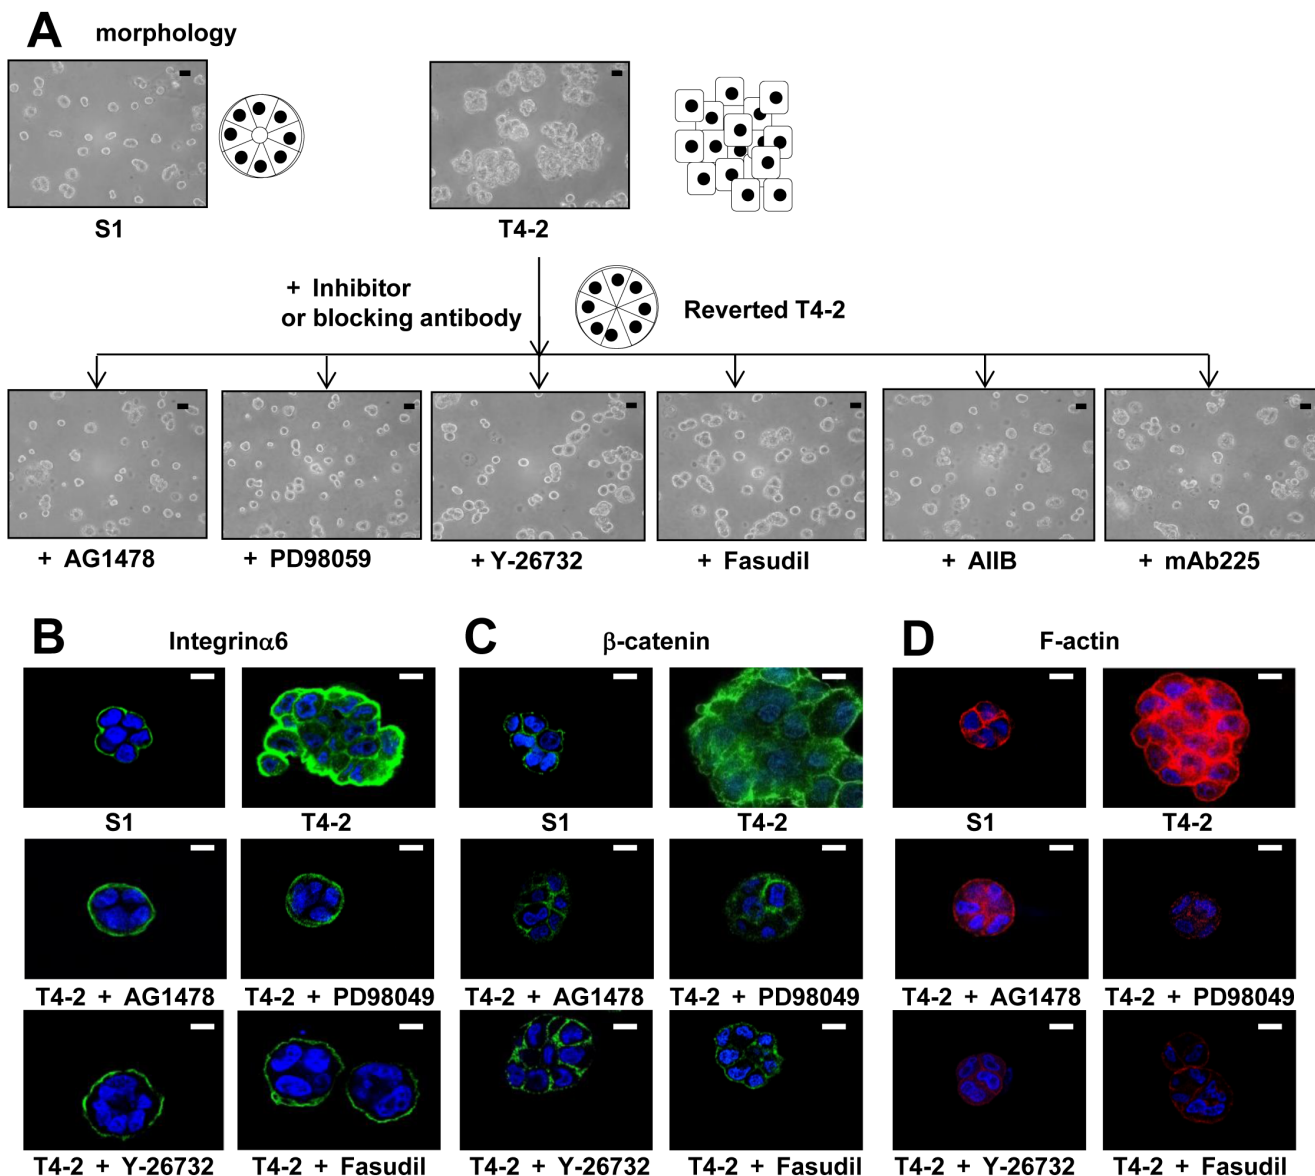 A morphology
S1
T4-2
+ Inhibitor
or blocking antibody
Reverted T4-2
+ AG1478
+ PD98059
+ Y-26732
+ Fasudil
+ AIIB
+ mAb225
B Integrinα6
C β-catenin
D F-actin
S1
T4-2
S1
T4-2
S1
T4-2
T4-2 + AG1478
T4-2 + PD98049
T4-2 + AG1478
T4-2 + PD98049
T4-2 + AG1478
T4-2 + PD98049
T4-2 + Y-26732
T4-2 + Fasudil
T4-2 + Y-26732
T4-2 + Fasudil
T4-2 + Y-26732
T4-2 + Fasudil